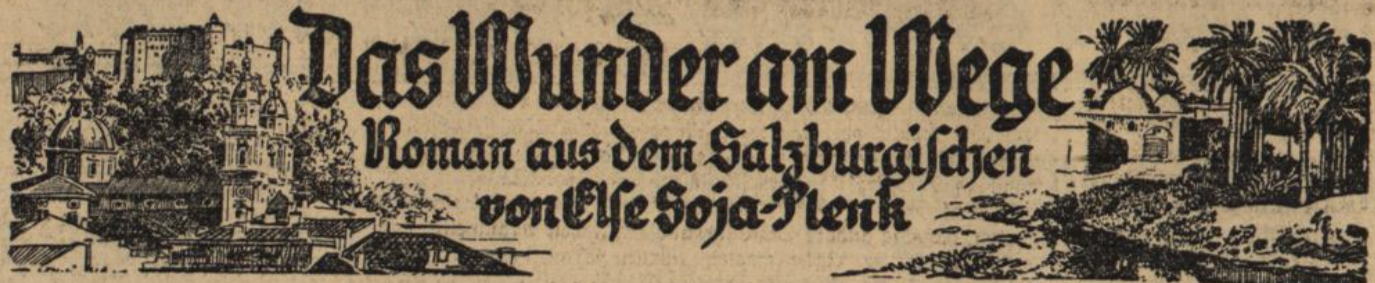 Das Wunder am Wege
Roman aus dem Salzburgischen
von Else Soja-Plenk